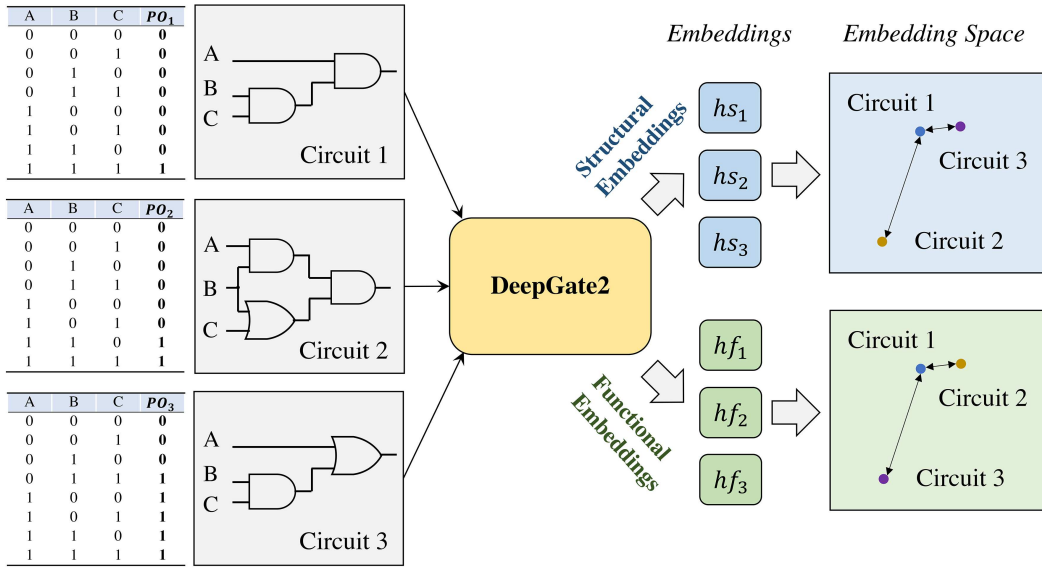 A B C PO₁
0 0 0 0
0 0 1 0
0 1 0 0
0 1 1 0
1 0 0 0
1 0 1 0
1 1 0 0
1 1 1 1
A
B
C
Circuit 1
A B C PO₂
0 0 0 0
0 0 1 0
0 1 0 0
0 1 1 0
1 0 0 0
1 0 1 0
1 1 0 1
1 1 1 1
A
B
C
Circuit 2
A B C PO₃
0 0 0 0
0 0 1 0
0 1 0 0
0 1 1 1
1 0 0 1
1 0 1 1
1 1 0 1
1 1 1 1
A
B
C
Circuit 3
DeepGate2
Structural
Embeddings
Functional
Embeddings
Embeddings
hs₁
hs₂
hs₃
hf₁
hf₂
hf₃
Embedding Space
Circuit 1
Circuit 3
Circuit 2
Circuit 1
Circuit 2
Circuit 3